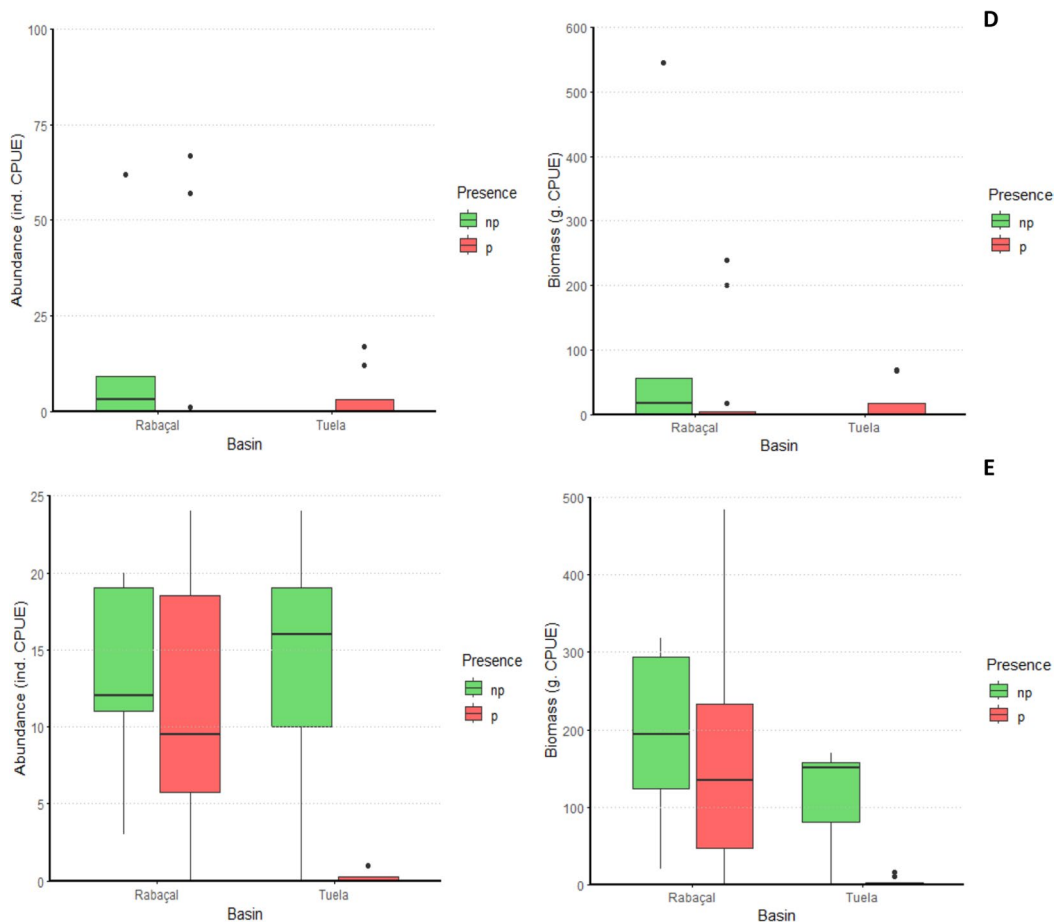 D
Abundance (ind. CPUE)
100
75
50
25
0
Rabaçal
Tuela
Basin
Presence
np
p
Biomass (g. CPUE)
600
500
400
300
200
100
0
Rabaçal
Tuela
Basin
Presence
np
p
E
Abundance (ind. CPUE)
25
20
15
10
5
0
Rabaçal
Tuela
Basin
Presence
np
p
Biomass (g. CPUE)
500
400
300
200
100
0
Rabaçal
Tuela
Basin
Presence
np
p